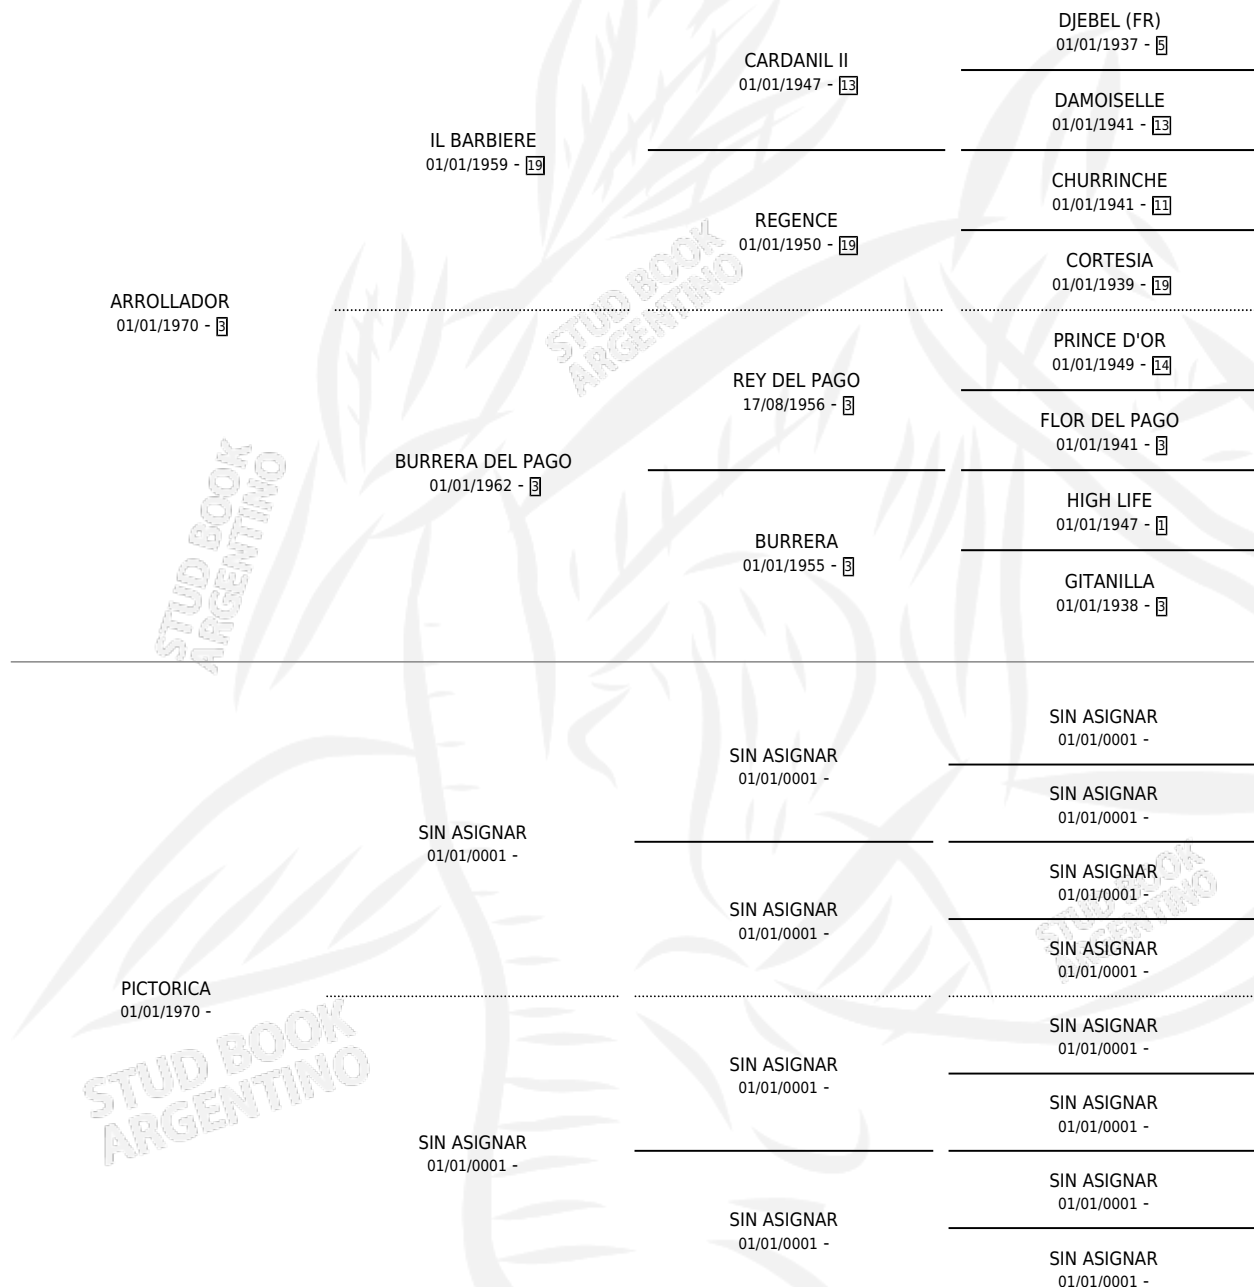 DJEBEL (FR)
01/01/1937 - 5
CARDANIL II
01/01/1947 - 13
DAMOISELLE
01/01/1941 - 13
IL BARBIERE
01/01/1959 - 19
CHURRINCHE
01/01/1941 - 11
REGENCE
01/01/1950 - 19
CORTESIA
01/01/1939 - 19
ARROLLADOR
01/01/1970 - 3
PRINCE D'OR
01/01/1949 - 14
REY DEL PAGO
17/08/1956 - 3
FLOR DEL PAGO
01/01/1941 - 3
BURRERA DEL PAGO
01/01/1962 - 3
HIGH LIFE
01/01/1947 - 1
BURRERA
01/01/1955 - 3
GITANILLA
01/01/1938 - 3
STUD BOOK
ARGENTINO
STUD BOOK
ARGENTINO
SIN ASIGNAR
01/01/0001 -
SIN ASIGNAR
01/01/0001 -
SIN ASIGNAR
01/01/0001 -
SIN ASIGNAR
01/01/0001 -
SIN ASIGNAR
01/01/0001 -
SIN ASIGNAR
01/01/0001 -
SIN ASIGNAR
01/01/0001 -
PICTORICA
01/01/1970 -
SIN ASIGNAR
01/01/0001 -
SIN ASIGNAR
01/01/0001 -
SIN ASIGNAR
01/01/0001 -
SIN ASIGNAR
01/01/0001 -
SIN ASIGNAR
01/01/0001 -
SIN ASIGNAR
01/01/0001 -
SIN ASIGNAR
01/01/0001 -
STUD BOOK
ARGENTINO
STUD BOOK
ARGENTINO